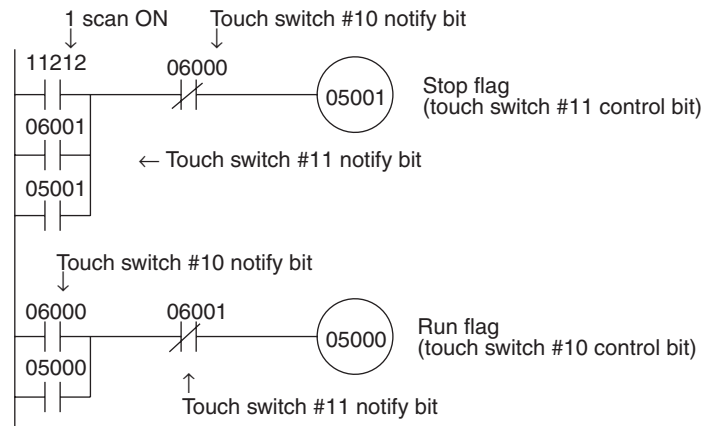 1 scan ON
Touch switch #10 notify bit
↓
↓
11212
06000
05001
Stop flag
(touch switch #11 control bit)
06001
← Touch switch #11 notify bit
05001
Touch switch #10 notify bit
↓
06000
06001
05000
Run flag
(touch switch #10 control bit)
05000
↑
Touch switch #11 notify bit